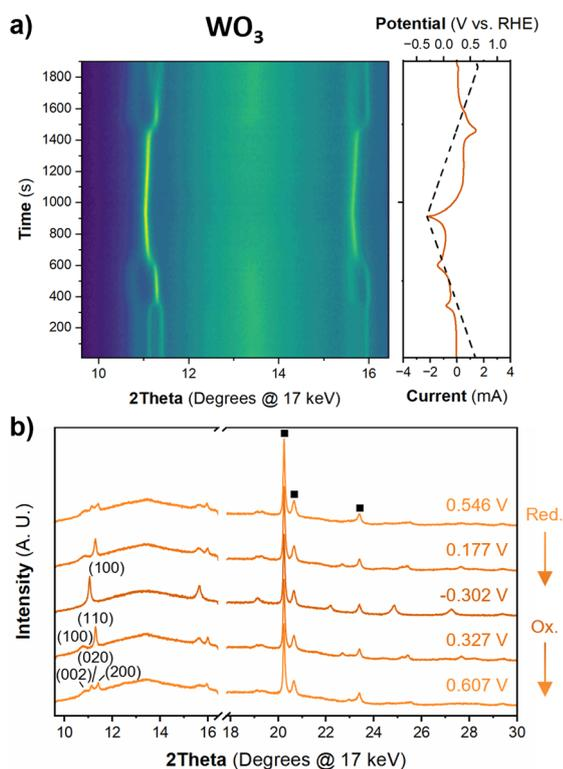 a)
WO3
Potential (V vs. RHE)
−0.5 0.0 0.5 1.0
1800
1600
1400
1200
1000
800
600
400
200
Time (s)
10 12 14 16
2Theta (Degrees @ 17 keV)
−4 −2 0 2 4
Current (mA)
b)
Intensity (A. U.)
0.546 V
Red.
0.177 V
(100)
-0.302 V
Ox.
(110)
(100)
0.327 V
(020)
(002)
(200)
0.607 V
10 12 14 16 18 20 22 24 26 28 30
2Theta (Degrees @ 17 keV)